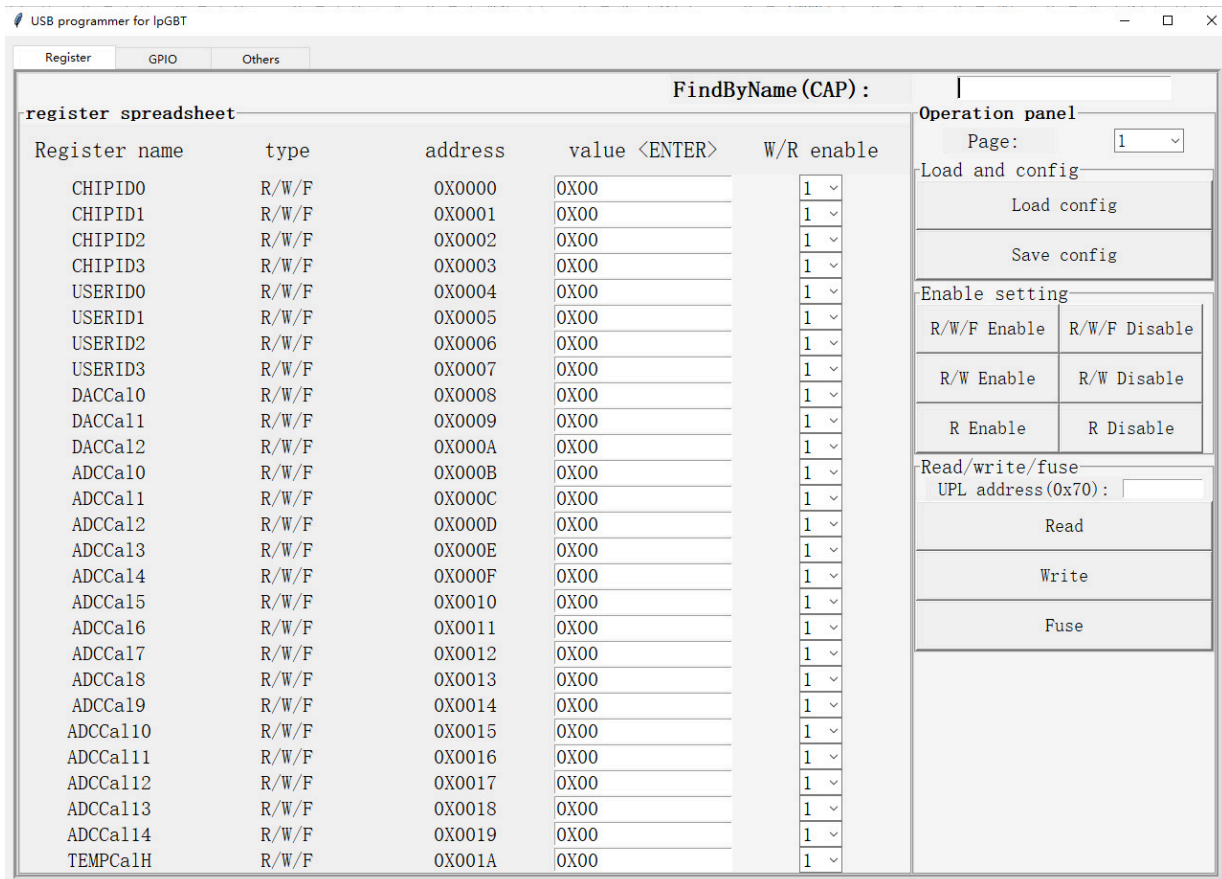 USB programmer for lpGBT
Register GPIO Others
FindByName(CAP):
register spreadsheet
Register name type address value <ENTER> W/R enable
CHIPID0 R/W/F 0X0000 0X00 1
CHIPID1 R/W/F 0X0001 0X00 1
CHIPID2 R/W/F 0X0002 0X00 1
CHIPID3 R/W/F 0X0003 0X00 1
USERID0 R/W/F 0X0004 0X00 1
USERID1 R/W/F 0X0005 0X00 1
USERID2 R/W/F 0X0006 0X00 1
USERID3 R/W/F 0X0007 0X00 1
DACCal0 R/W/F 0X0008 0X00 1
DACCal1 R/W/F 0X0009 0X00 1
DACCal2 R/W/F 0X000A 0X00 1
ADCCal0 R/W/F 0X000B 0X00 1
ADCCal1 R/W/F 0X000C 0X00 1
ADCCal2 R/W/F 0X000D 0X00 1
ADCCal3 R/W/F 0X000E 0X00 1
ADCCal4 R/W/F 0X000F 0X00 1
ADCCal5 R/W/F 0X0010 0X00 1
ADCCal6 R/W/F 0X0011 0X00 1
ADCCal7 R/W/F 0X0012 0X00 1
ADCCal8 R/W/F 0X0013 0X00 1
ADCCal9 R/W/F 0X0014 0X00 1
ADCCal10 R/W/F 0X0015 0X00 1
ADCCal11 R/W/F 0X0016 0X00 1
ADCCal12 R/W/F 0X0017 0X00 1
ADCCal13 R/W/F 0X0018 0X00 1
ADCCal14 R/W/F 0X0019 0X00 1
TEMPCalH R/W/F 0X001A 0X00 1
Operation panel
Page: 1
Load and config
Load config
Save config
Enable setting
R/W/F Enable R/W/F Disable
R/W Enable R/W Disable
R Enable R Disable
Read/write/fuse
UPL address(0x70):
Read
Write
Fuse